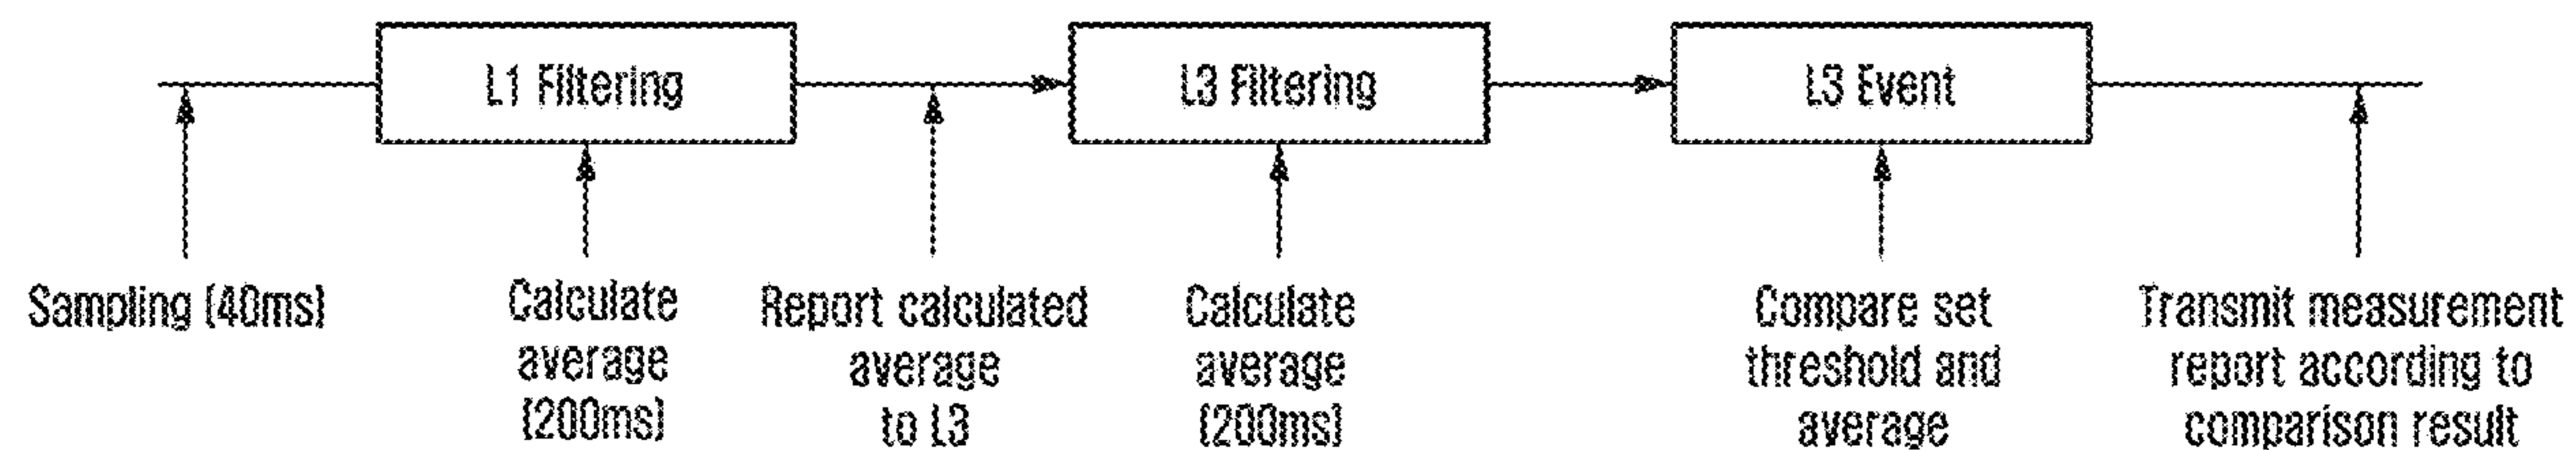 L1 Filtering
L3 Filtering
L3 Event
Sampling (40ms)
Calculate
average
(200ms)
Report calculated
average
to L3
Calculate
average
(200ms)
Compare set
threshold and
average
Transmit measurement
report according to
comparison result